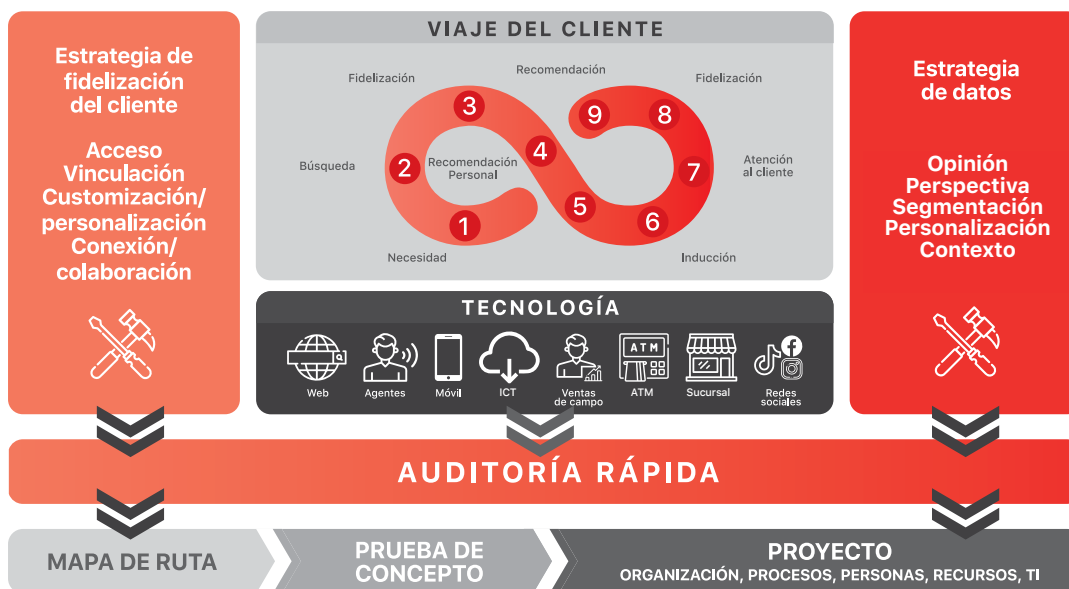 Estrategia de
fidelización
del cliente
Acceso
Vinculación
Customización/
personalización
Conexión/
colaboración
VIAJE DEL CLIENTE
Fidelización
Recomendación
Fidelización
Búsqueda
Recomendación
Personal
Atención
al cliente
Necesidad
Inducción
1
2
3
4
5
6
7
8
9
TECNOLOGÍA
ATM
Web
Agentes
Móvil
ICT
Ventas
de campo
ATM
Sucursal
Redes
sociales
Estrategia
de datos
Opinión
Perspectiva
Segmentación
Personalización
Contexto
AUDITORÍA RÁPIDA
MAPA DE RUTA
PRUEBA DE
CONCEPTO
PROYECTO
ORGANIZACIÓN, PROCESOS, PERSONAS, RECURSOS, TI